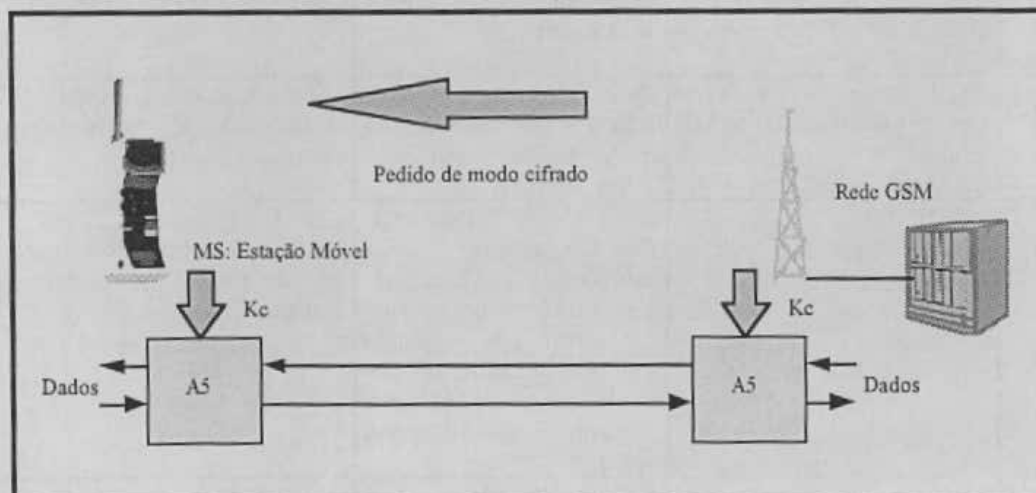 Pedido de modo cifrado
Rede GSM
MS: Estação Móvel
Kc
Kc
Dados
A5
A5
Dados